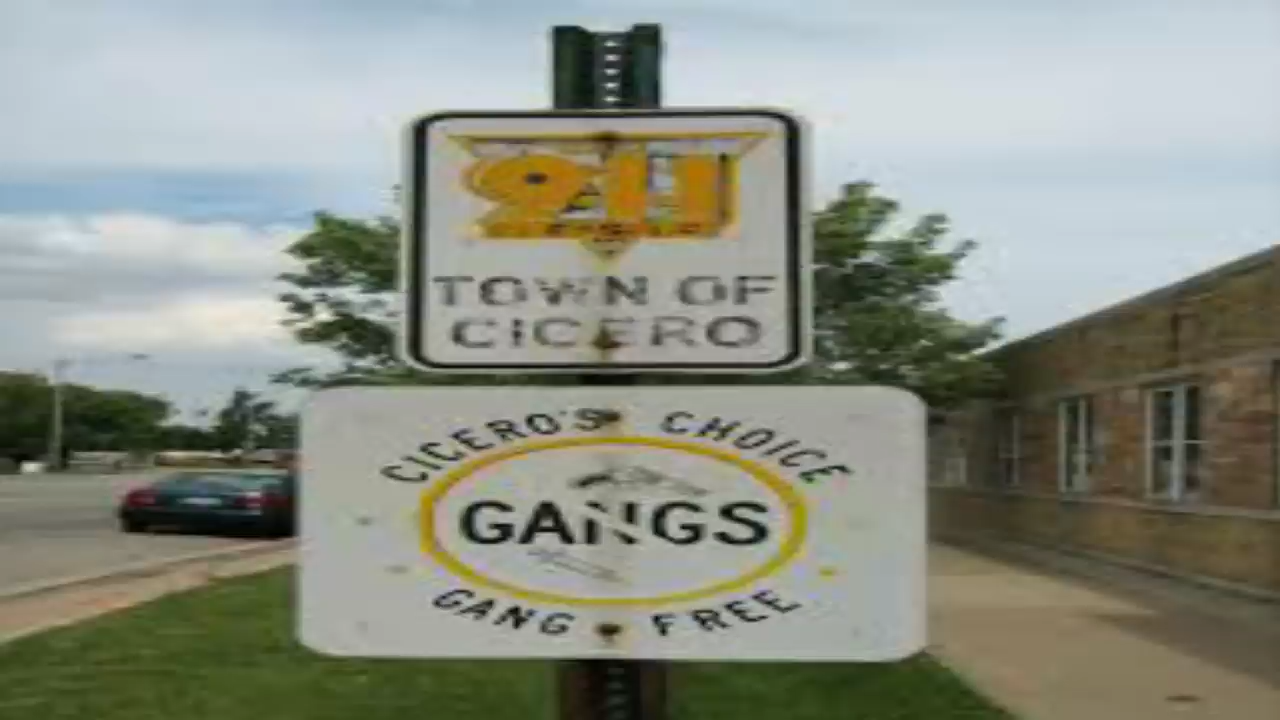 911
TOWN OF
CICERO
CICERO'S CHOICE
GANGS
GANG FREE